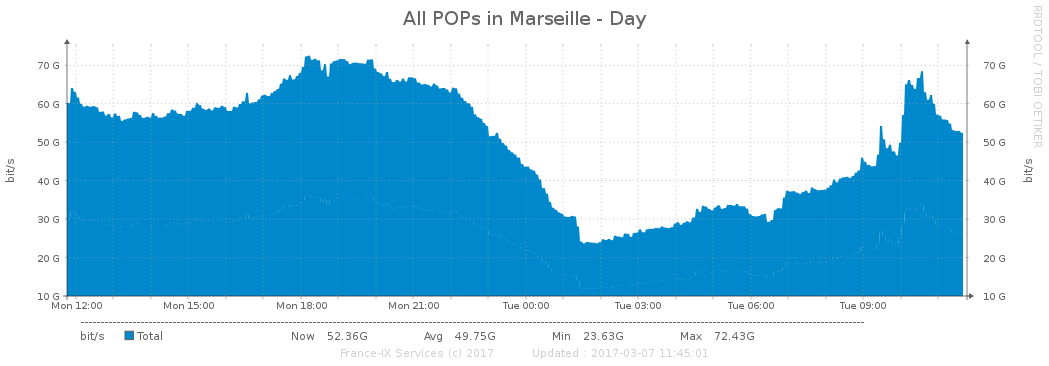 All POPs in Marseille - Day
RRDTOOL / TOBI OETIKER
bit/s
bit/s
70 G 70 G
60 G 60 G
50 G 50 G
40 G 40 G
30 G 30 G
20 G 20 G
10 G 10 G
Mon 12:00 Mon 15:00 Mon 18:00 Mon 21:00 Tue 00:00 Tue 03:00 Tue 06:00 Tue 09:00
bit/s Total Now 52.36G Avg 49.75G Min 23.63G Max 72.43G
France-IX Services (c) 2017 Updated : 2017-03-07 11:45:01